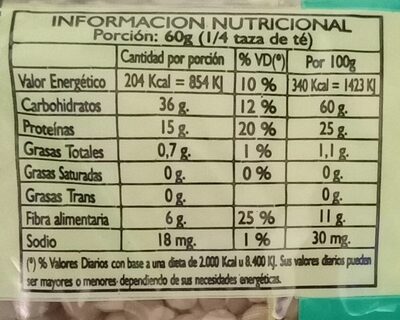 INFORMACION NUTRICIONAL
Porción: 60g (1/4 taza de té)
Cantidad por porción % VD(*) Por 100g
Valor Energético 204 Kcal = 854 KJ 10 % 340 Kcal = 1423 KJ
Carbohidratos 36 g. 12 % 60 g.
Proteínas 15 g. 20 % 25 g.
Grasas Totales 0,7 g. 1 % 1,1 g.
Grasas Saturadas 0 g. 0 % 0 g.
Grasas Trans 0 g. 0 g.
Fibra alimentaria 6 g. 25 % 11 g.
Sodio 18 mg. 1 % 30 mg.
(*) % Valores Diarios con base a una dieta de 2.000 Kcal u 8.400 KJ. Sus valores diarios pueden
ser mayores o menores dependiendo de sus necesidades energéticas.